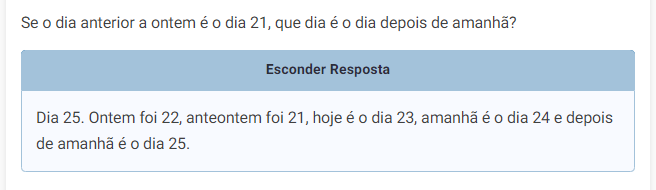 Se o dia anterior a ontem é o dia 21, que dia é o dia depois de amanhã?
Esconder Resposta
Dia 25. Ontem foi 22, anteontem foi 21, hoje é o dia 23, amanhã é o dia 24 e depois
de amanhã é o dia 25.